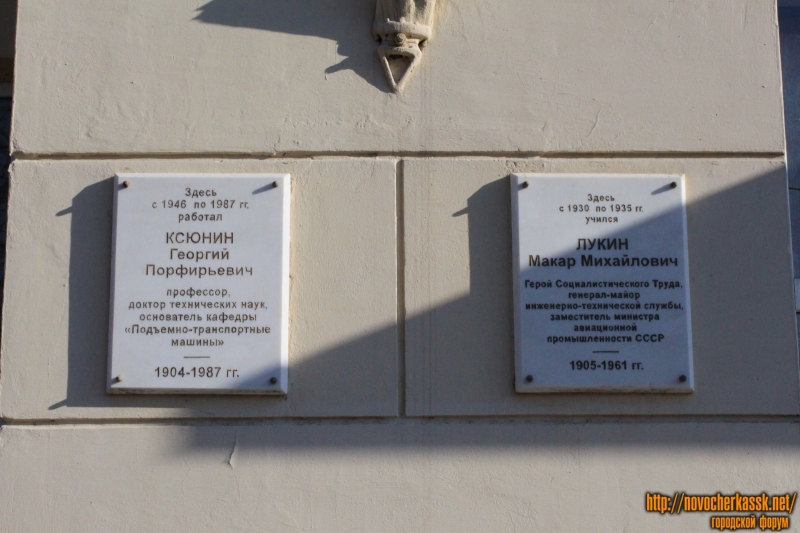 Здесь
с 1946 по 1987 гг.
работал
КСЮНИН
Георгий
Порфирьевич
профессор,
доктор технических наук,
основатель кафедры
«Подъемно-транспортные
машины»
1904-1987 гг.
Здесь
с 1930 по 1935 гг.
учился
ЛУКИН
Макар Михайлович
Герой Социалистического Труда,
генерал-майор
инженерно-технической службы,
заместитель министра
авиационной
промышленности СССР
1905-1961 гг.
http://novocherkassk.net/
городской форум